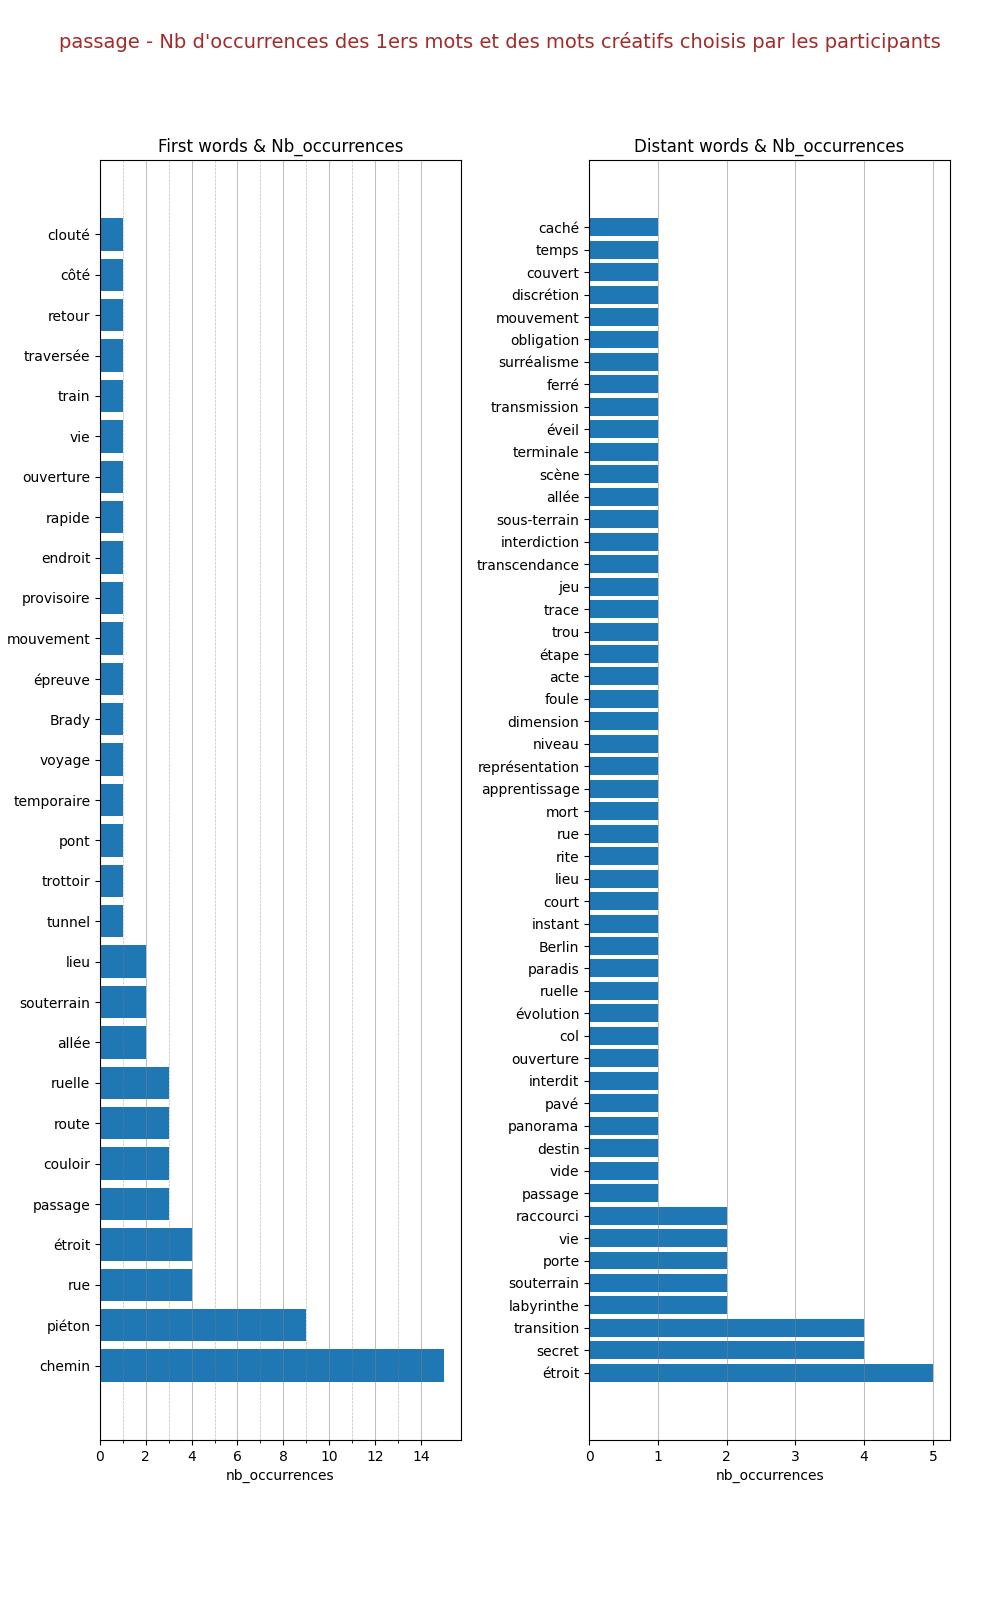 passage - Nb d'occurrences des 1ers mots et des mots créatifs choisis par les participants
First words & Nb_occurrences
clouté
côté
retour
traversée
train
vie
ouverture
rapide
endroit
provisoire
mouvement
épreuve
Brady
voyage
temporaire
pont
trottoir
tunnel
lieu
souterrain
allée
ruelle
route
couloir
passage
étroit
rue
piéton
chemin
0 2 4 6 8 10 12 14
nb_occurrences
Distant words & Nb_occurrences
caché
temps
couvert
discrétion
mouvement
obligation
surréalisme
ferré
transmission
éveil
terminale
scène
allée
sous-terrain
interdiction
transcendance
jeu
trace
trou
étape
acte
foule
dimension
niveau
représentation
apprentissage
mort
rue
rite
lieu
court
instant
Berlin
paradis
ruelle
évolution
col
ouverture
interdit
pavé
panorama
destin
vide
passage
raccourci
vie
porte
souterrain
labyrinthe
transition
secret
étroit
0 1 2 3 4 5
nb_occurrences